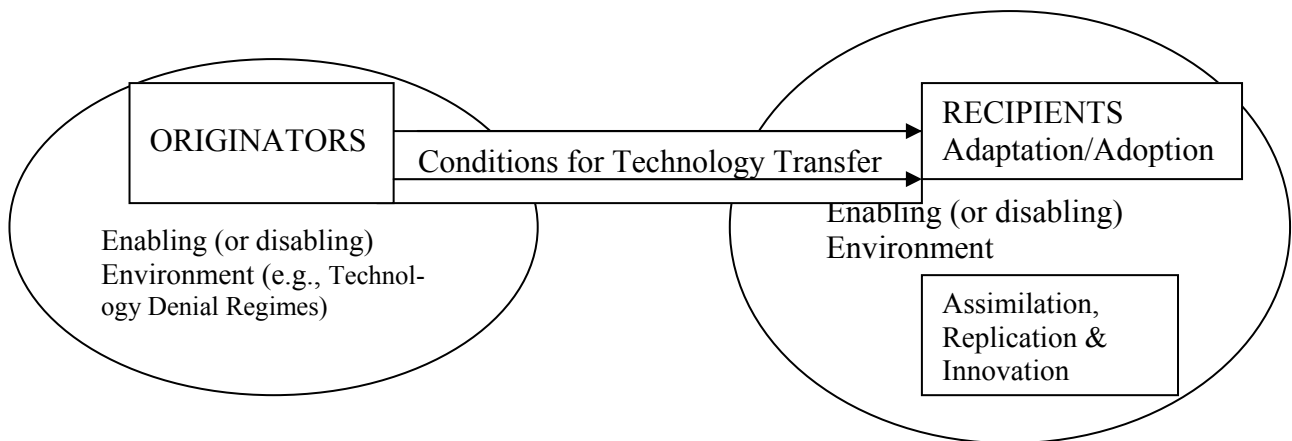 ORIGINATORS
Conditions for Technology Transfer
RECIPIENTS
Adaptation/Adoption
Enabling (or disabling)
Environment (e.g., Technol-
ogy Denial Regimes)
Enabling (or disabling)
Environment
Assimilation,
Replication &
Innovation